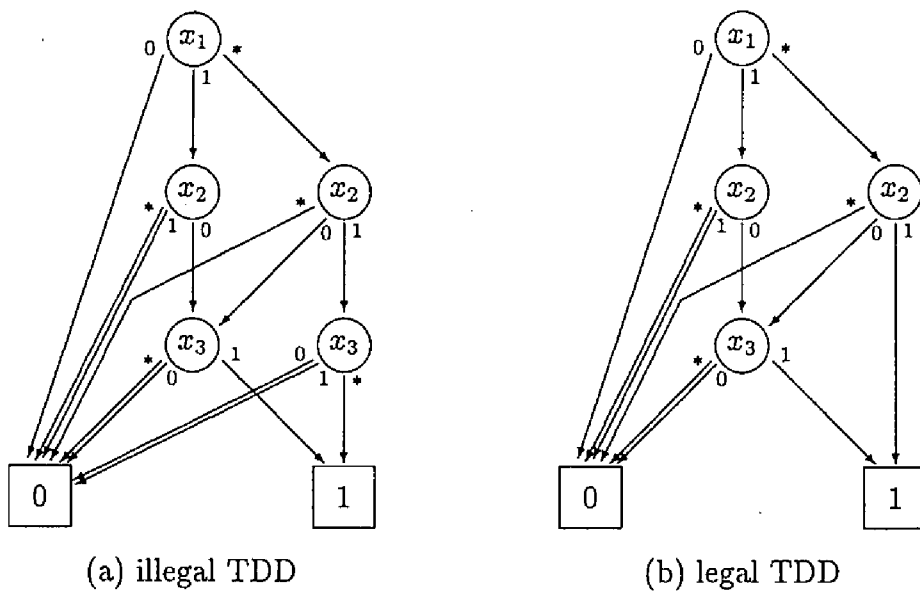 x₁ x₁
0 * 0 *
1 1
x₂ x₂ x₂ x₂
* * * *
1 0 0 1 1 0 0 1
x₃ x₃ x₃
* 1 0 * 1
0 1 * 0
0 1 0 1
(a) illegal TDD (b) legal TDD